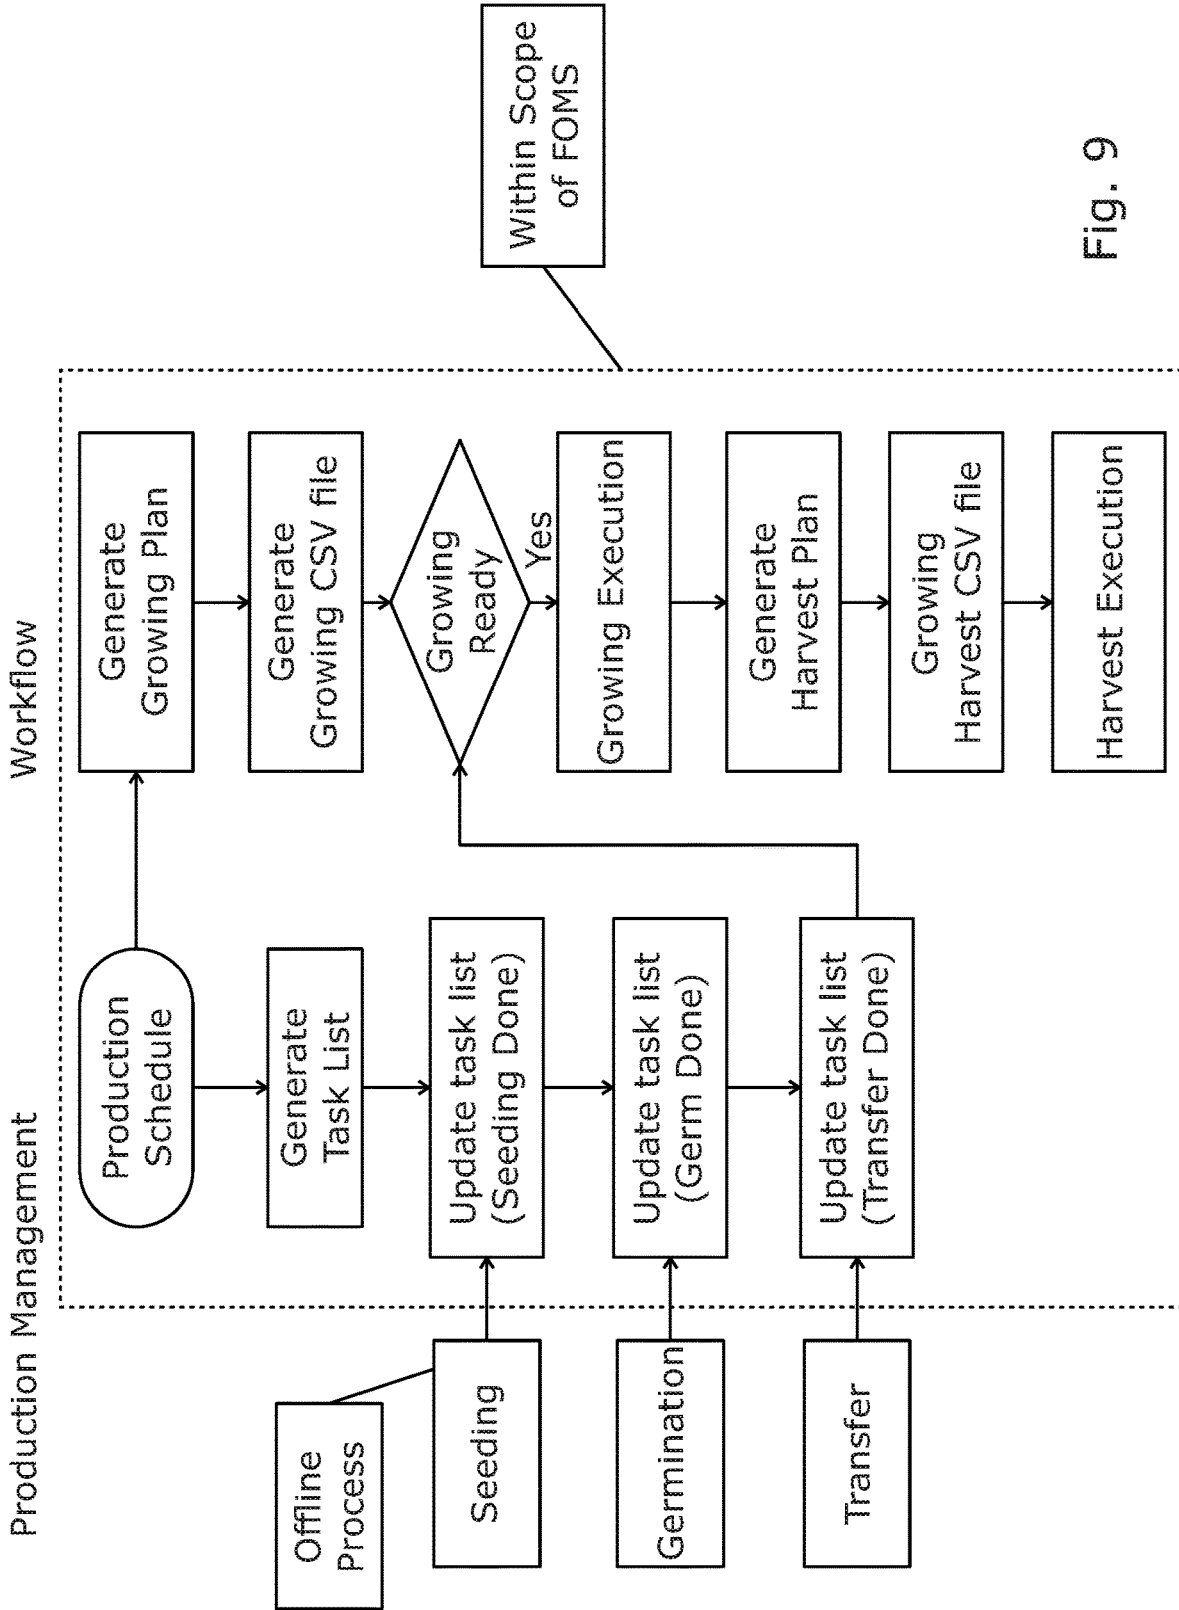 Production Management
Workflow
Offline
Process
Seeding
Germination
Transfer
Production
Schedule
Generate
Task List
Update task list
(Seeding Done)
Update task list
(Germ Done)
Update task list
(Transfer Done)
Generate
Growing Plan
Generate
Growing CSV file
Growing
Ready
Yes
Growing Execution
Generate
Harvest Plan
Growing
Harvest CSV file
Harvest Execution
Within Scope
of FOMS
Fig. 9